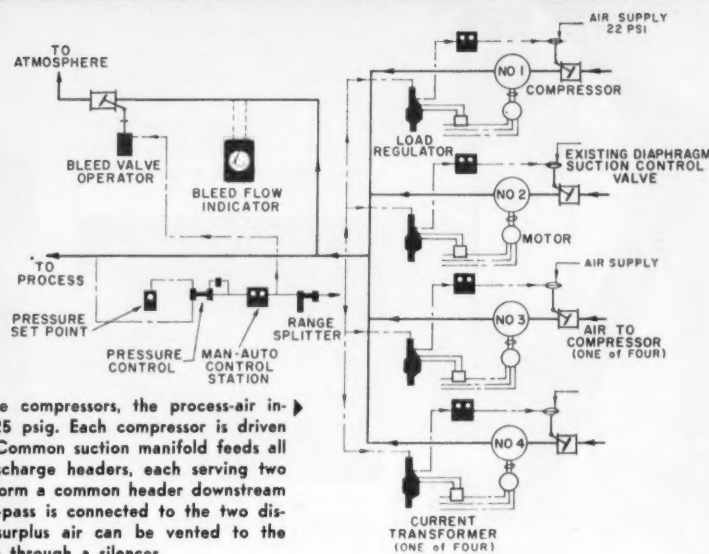 AIR SUPPLY
22 PSI
TO
ATMOSPHERE
NO 1
COMPRESSOR
LOAD
REGULATOR
BLEED VALVE
OPERATOR
BLEED FLOW
INDICATOR
EXISTING DIAPHRAGM
SUCTION CONTROL
VALVE
NO 2
MOTOR
TO
PROCESS
AIR SUPPLY
PRESSURE
SET POINT
PRESSURE
CONTROL
MAN-AUTO
CONTROL
STATION
RANGE
SPLITTER
NO 3
AIR TO
COMPRESSOR
(ONE of FOUR)
NO 4
CURRENT
TRANSFORMER
(ONE of FOUR)
e compressors, the process-air in-
25 psig. Each compressor is driven
Common suction manifold feeds all
scharge headers, each serving two
orm a common header downstream
-pass is connected to the two dis-
surplus air can be vented to the
through a silencer